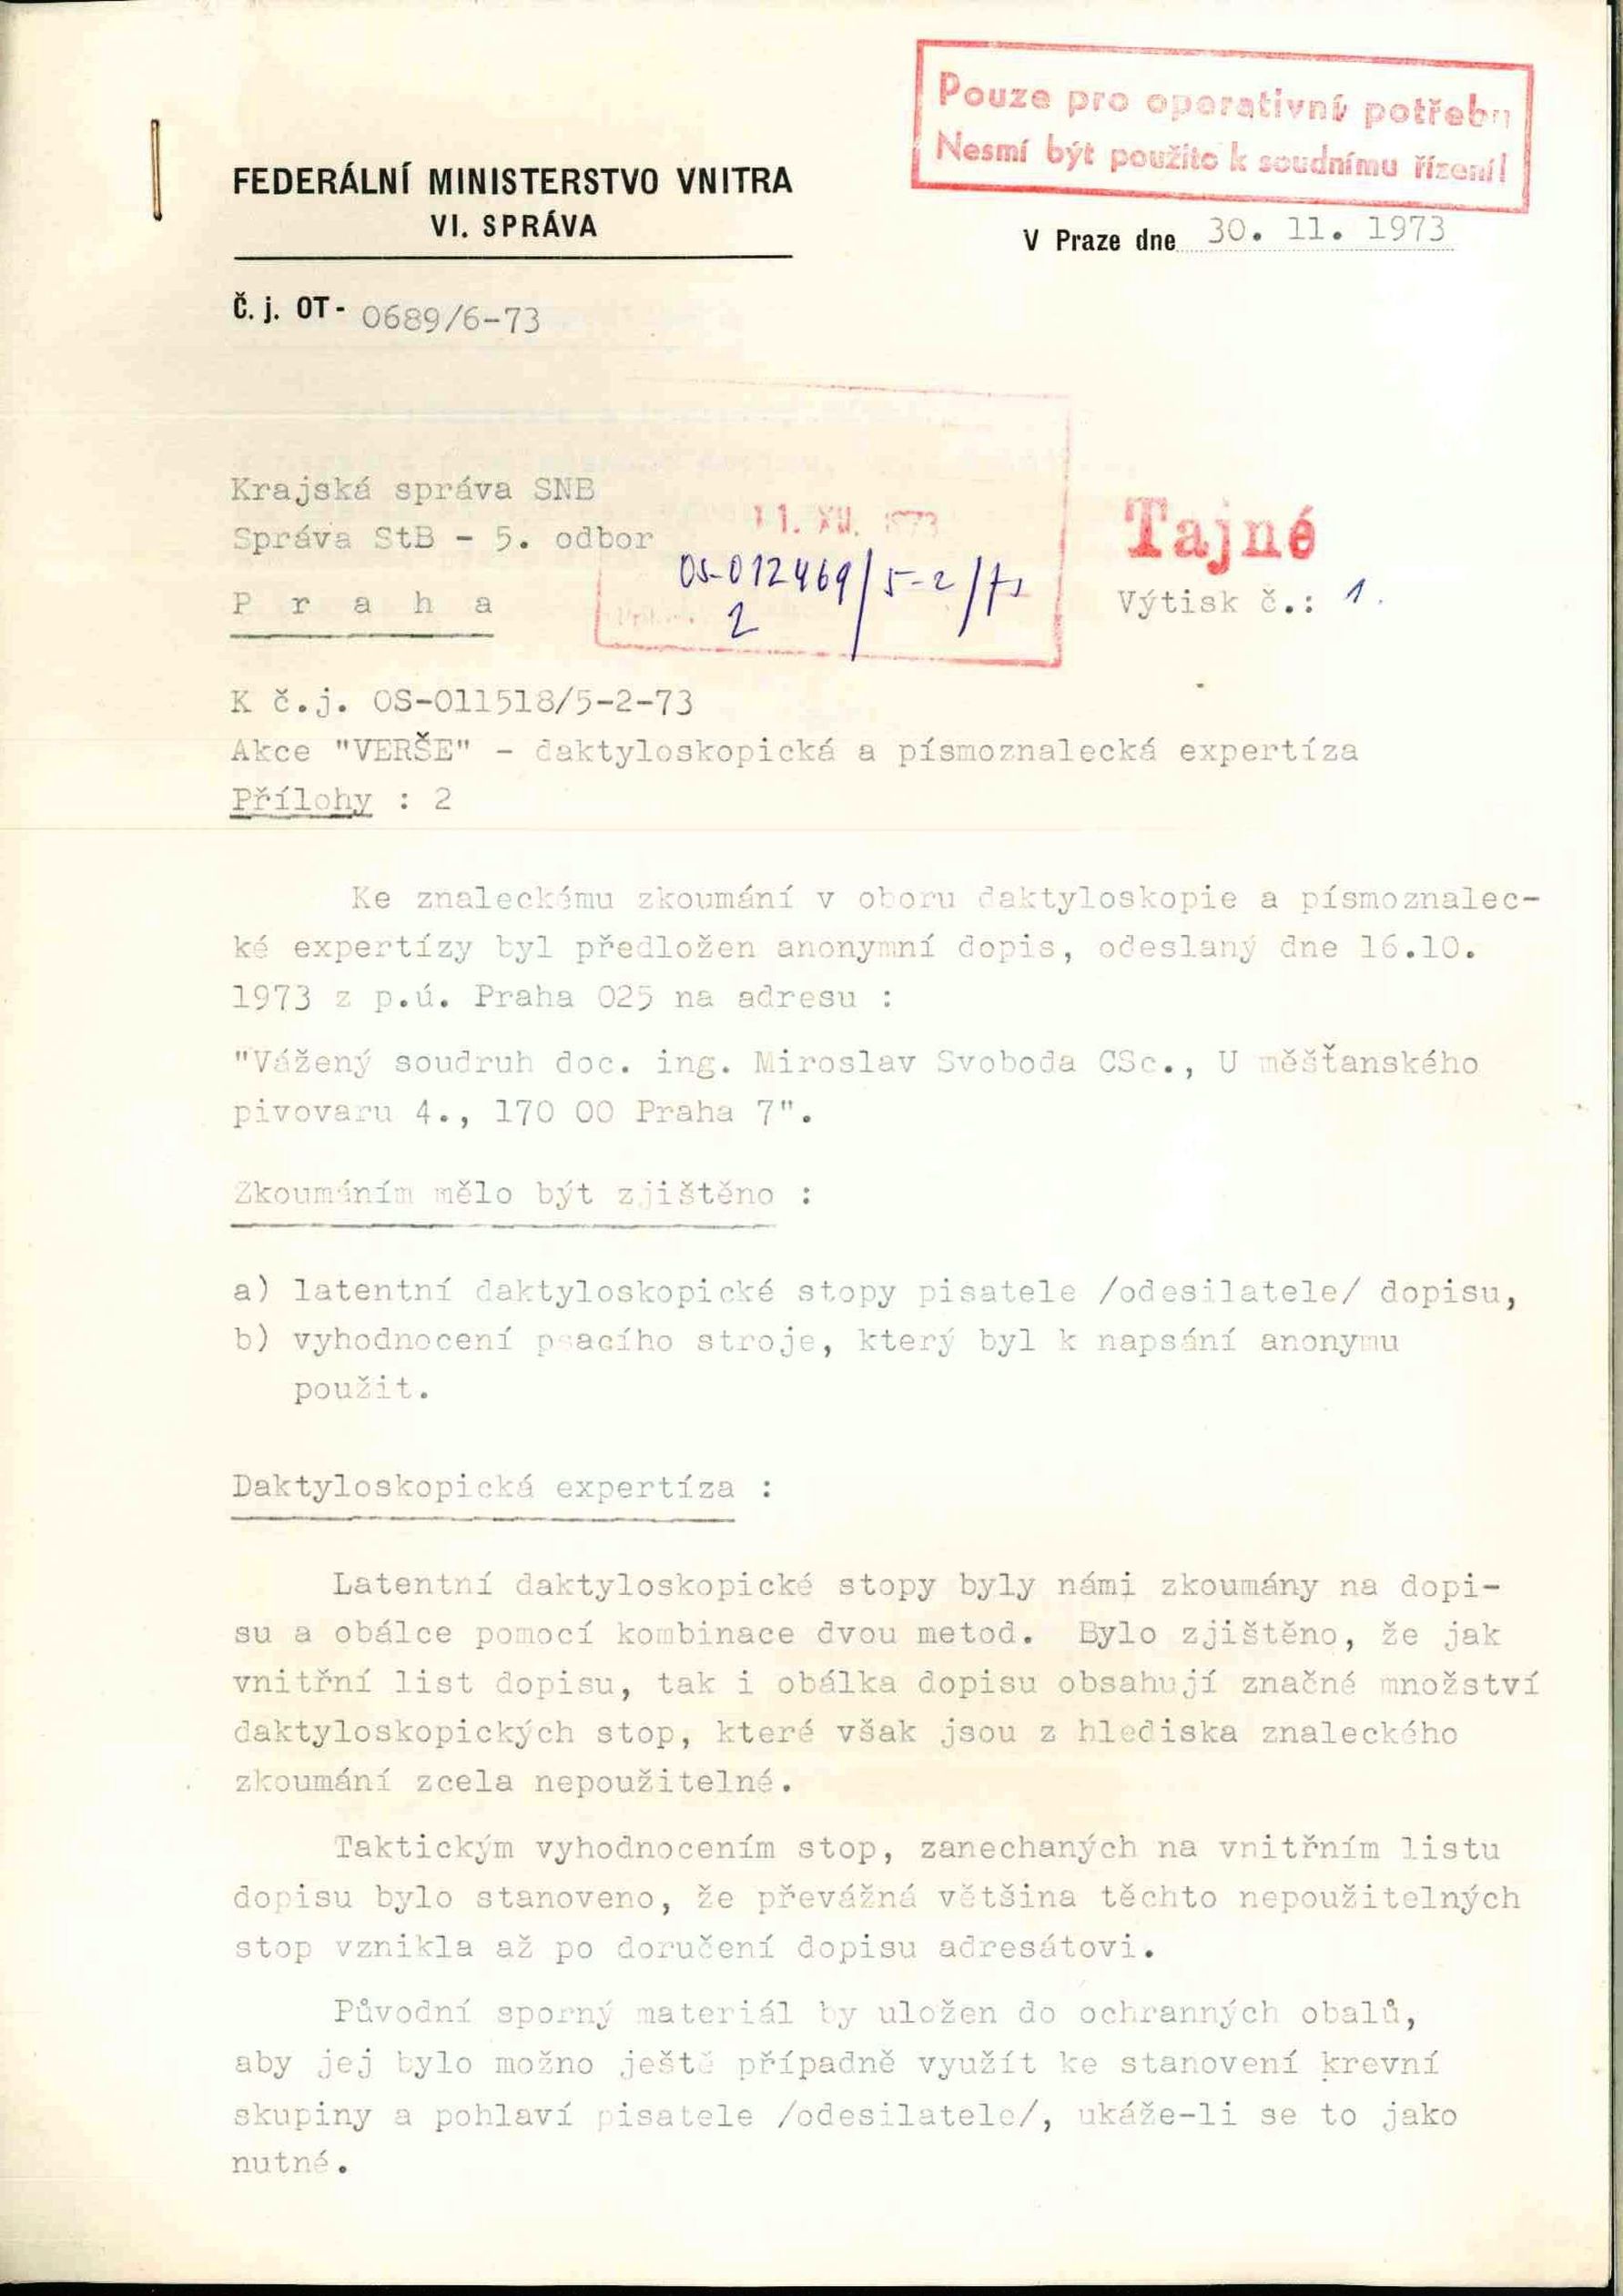 Pouze pro operativní potřebu
Nesmí být použito k soudnímu řízení!
FEDERÁLNÍ MINISTERSTVO VNITRA
VI. SPRÁVA
V Praze dne 30. 11. 1973
Č. j. OT- 0689/6-73
Krajská správa SNB
Správa StB - 5. odbor
P r a h a
11. XII. 1973
OS-012469/5-2/73
2
Tajné
Výtisk č.: 1.
K č.j. OS-011518/5-2-73
Akce "VERŠE" - daktyloskopická a písmoznalecká expertíza
Přílohy : 2
Ke znaleckému zkoumání v oboru daktyloskopie a písmoznalec-
ké expertízy byl předložen anonymní dopis, odeslaný dne 16.10.
1973 z p.ú. Praha 025 na adresu :
"Vážený soudruh doc. ing. Miroslav Svoboda CSc., U měšťanského
pivovaru 4., 170 00 Praha 7".
Zkoumáním mělo být zjištěno :
a) latentní daktyloskopické stopy pisatele /odesilatele/ dopisu,
b) vyhodnocení psacího stroje, který byl k napsání anonymu
použit.
Daktyloskopická expertíza :
Latentní daktyloskopické stopy byly námi zkoumány na dopi-
su a obálce pomocí kombinace dvou metod. Bylo zjištěno, že jak
vnitřní list dopisu, tak i obálka dopisu obsahují značné množství
daktyloskopických stop, které však jsou z hlediska znaleckého
zkoumání zcela nepoužitelné.
Taktickým vyhodnocením stop, zanechaných na vnitřním listu
dopisu bylo stanoveno, že převážná většina těchto nepoužitelných
stop vznikla až po doručení dopisu adresátovi.
Původní sporný materiál by uložen do ochranných obalů,
aby jej bylo možno ještě případně využít ke stanovení krevní
skupiny a pohlaví pisatele /odesilatele/, ukáže-li se to jako
nutné.